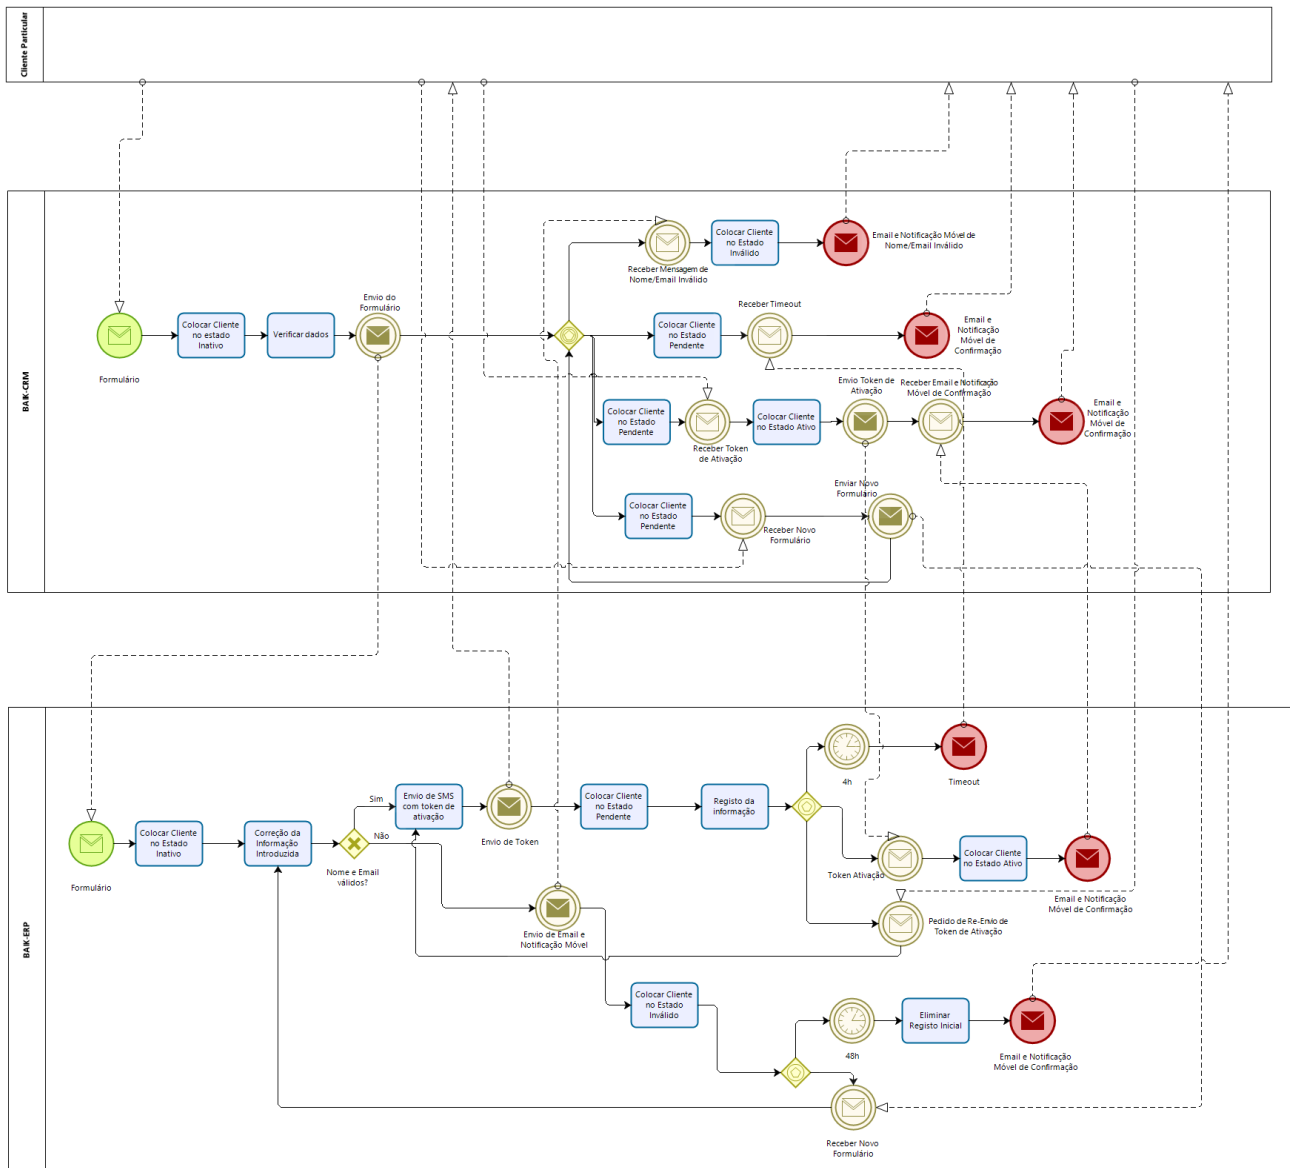 Cliente Particular
BAIK-CRM
Formulário
Colocar Cliente
no estado
Inativo
Verificar dados
Envio do
Formulário
Receber Mensagem de
Nome/Email Inválido
Colocar Cliente
no Estado
Inválido
Email e Notificação Móvel de
Nome/Email Inválido
Colocar Cliente
no Estado
Pendente
Receber Timeout
Email e
Notificação
Móvel de
Confirmação
Colocar Cliente
no Estado
Pendente
Receber Token
de Ativação
Colocar Cliente
no Estado Ativo
Envio Token de
Ativação
Receber Email e Notificação
Móvel de Confirmação
Email e
Notificação
Móvel de
Confirmação
Colocar Cliente
no Estado
Pendente
Receber Novo
Formulário
Enviar Novo
Formulário
BAIK-ERP
Formulário
Colocar Cliente
no Estado
Inativo
Correção da
Informação
Introduzida
Nome e Email
válidos?
Sim
Não
Envio de SMS
com token de
ativação
Envio de Token
Colocar Cliente
no Estado
Pendente
Registo da
informação
4h
Timeout
Token Ativação
Colocar Cliente
no Estado Ativo
Email e Notificação
Móvel de Confirmação
Pedido de Re-Envio de
Token de Ativação
Envio de Email e
Notificação Móvel
Colocar Cliente
no Estado
Inválido
48h
Eliminar
Registo Inicial
Email e Notificação
Móvel de Confirmação
Receber Novo
Formulário